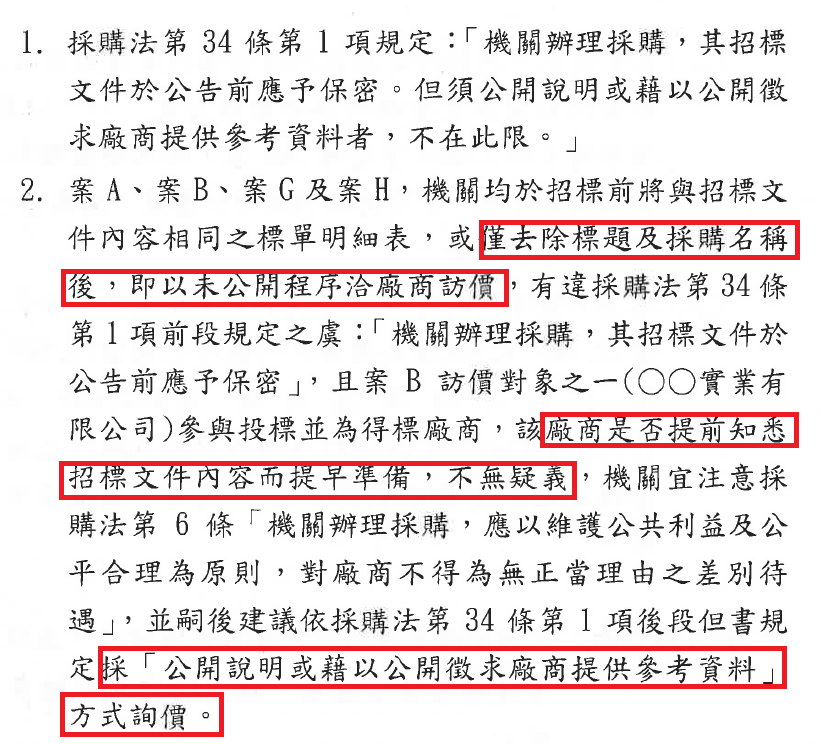 1. 採購法第 34 條第 1 項規定：「機關辦理採購，其招標
文件於公告前應予保密。但須公開說明或藉以公開徵
求廠商提供參考資料者，不在此限。」
2. 案 A、案 B、案 G 及案 H，機關均於招標前將與招標文
件內容相同之標單明細表，或僅去除標題及採購名稱
後，即以未公開程序洽廠商訪價，有違採購法第 34 條
第 1 項前段規定之虞：「機關辦理採購，其招標文件於
公告前應予保密」，且案 B 訪價對象之一(○○實業有
限公司)參與投標並為得標廠商，該廠商是否提前知悉
招標文件內容而提早準備，不無疑義，機關宜注意採
購法第 6 條「機關辦理採購，應以維護公共利益及公
平合理為原則，對廠商不得為無正當理由之差別待
遇」，並嗣後建議依採購法第 34 條第 1 項後段但書規
定採「公開說明或藉以公開徵求廠商提供參考資料」
方式詢價。